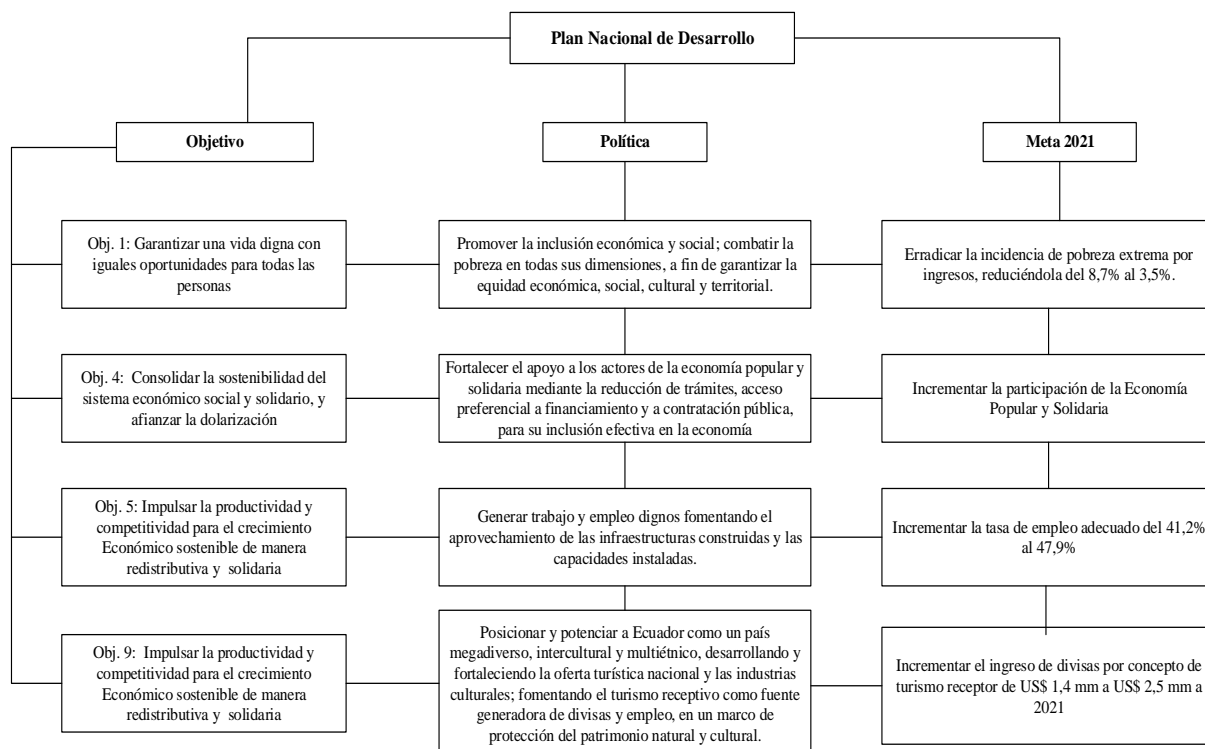 Plan Nacional de Desarrollo
Objetivo
Política
Meta 2021
Obj. 1: Garantizar una vida digna con
iguales oportunidades para todas las
personas
Promover la inclusión económica y social; combatir la
pobreza en todas sus dimensiones, a fin de garantizar la
equidad económica, social, cultural y territorial.
Erradicar la incidencia de pobreza extrema por
ingresos, reduciéndola del 8,7% al 3,5%.
Obj. 4:  Consolidar la sostenibilidad del
sistema económico social y solidario, y
afianzar la dolarización
Fortalecer el apoyo a los actores de la economía popular y
solidaria mediante la reducción de trámites, acceso
preferencial a financiamiento y a contratación pública,
para su inclusión efectiva en la economía
Incrementar la participación de la Economía
Popular y Solidaria
Obj. 5: Impulsar la productividad y
competitividad para el crecimiento
Económico sostenible de manera
redistributiva y  solidaria
Generar trabajo y empleo dignos fomentando el
aprovechamiento de las infraestructuras construidas y las
capacidades instaladas.
Incrementar la tasa de empleo adecuado del 41,2%
al 47,9%
Obj. 9:  Impulsar la productividad y
competitividad para el crecimiento
Económico sostenible de manera
redistributiva y  solidaria
Posicionar y potenciar a Ecuador como un país
megadiverso, intercultural y multiétnico, desarrollando y
fortaleciendo la oferta turística nacional y las industrias
culturales; fomentando el turismo receptivo como fuente
generadora de divisas y empleo, en un marco de
protección del patrimonio natural y cultural.
Incrementar el ingreso de divisas por concepto de
turismo receptor de US$ 1,4 mm a US$ 2,5 mm a
2021